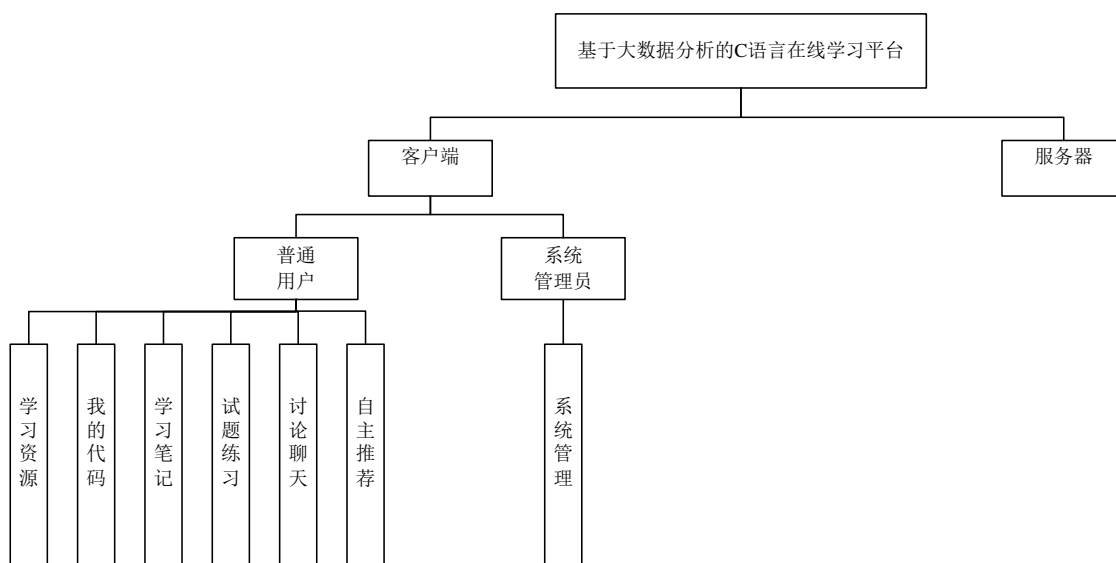 基于大数据分析的C语言在线学习平台
客户端
服务器
普通
用户
系统
管理员
学习资源
我的代码
学习笔记
试题练习
讨论聊天
自主推荐
系统管理